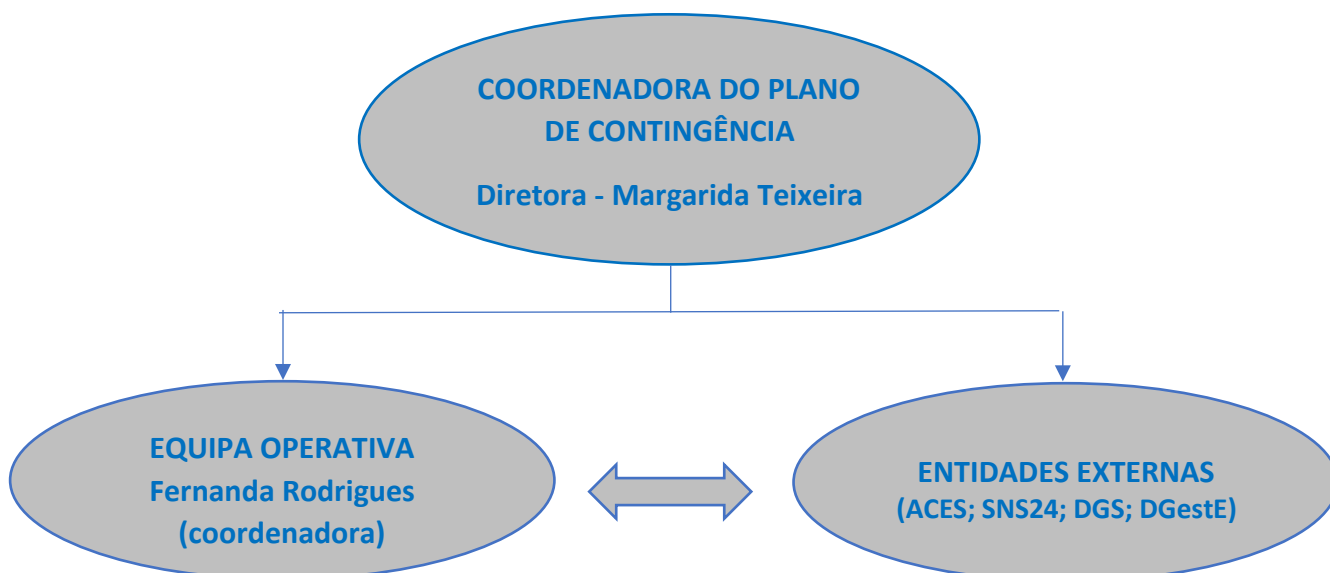 COORDENADORA DO PLANO
DE CONTINGÊNCIA
Diretora - Margarida Teixeira
EQUIPA OPERATIVA
Fernanda Rodrigues
(coordenadora)
ENTIDADES EXTERNAS
(ACES; SNS24; DGS; DGestE)